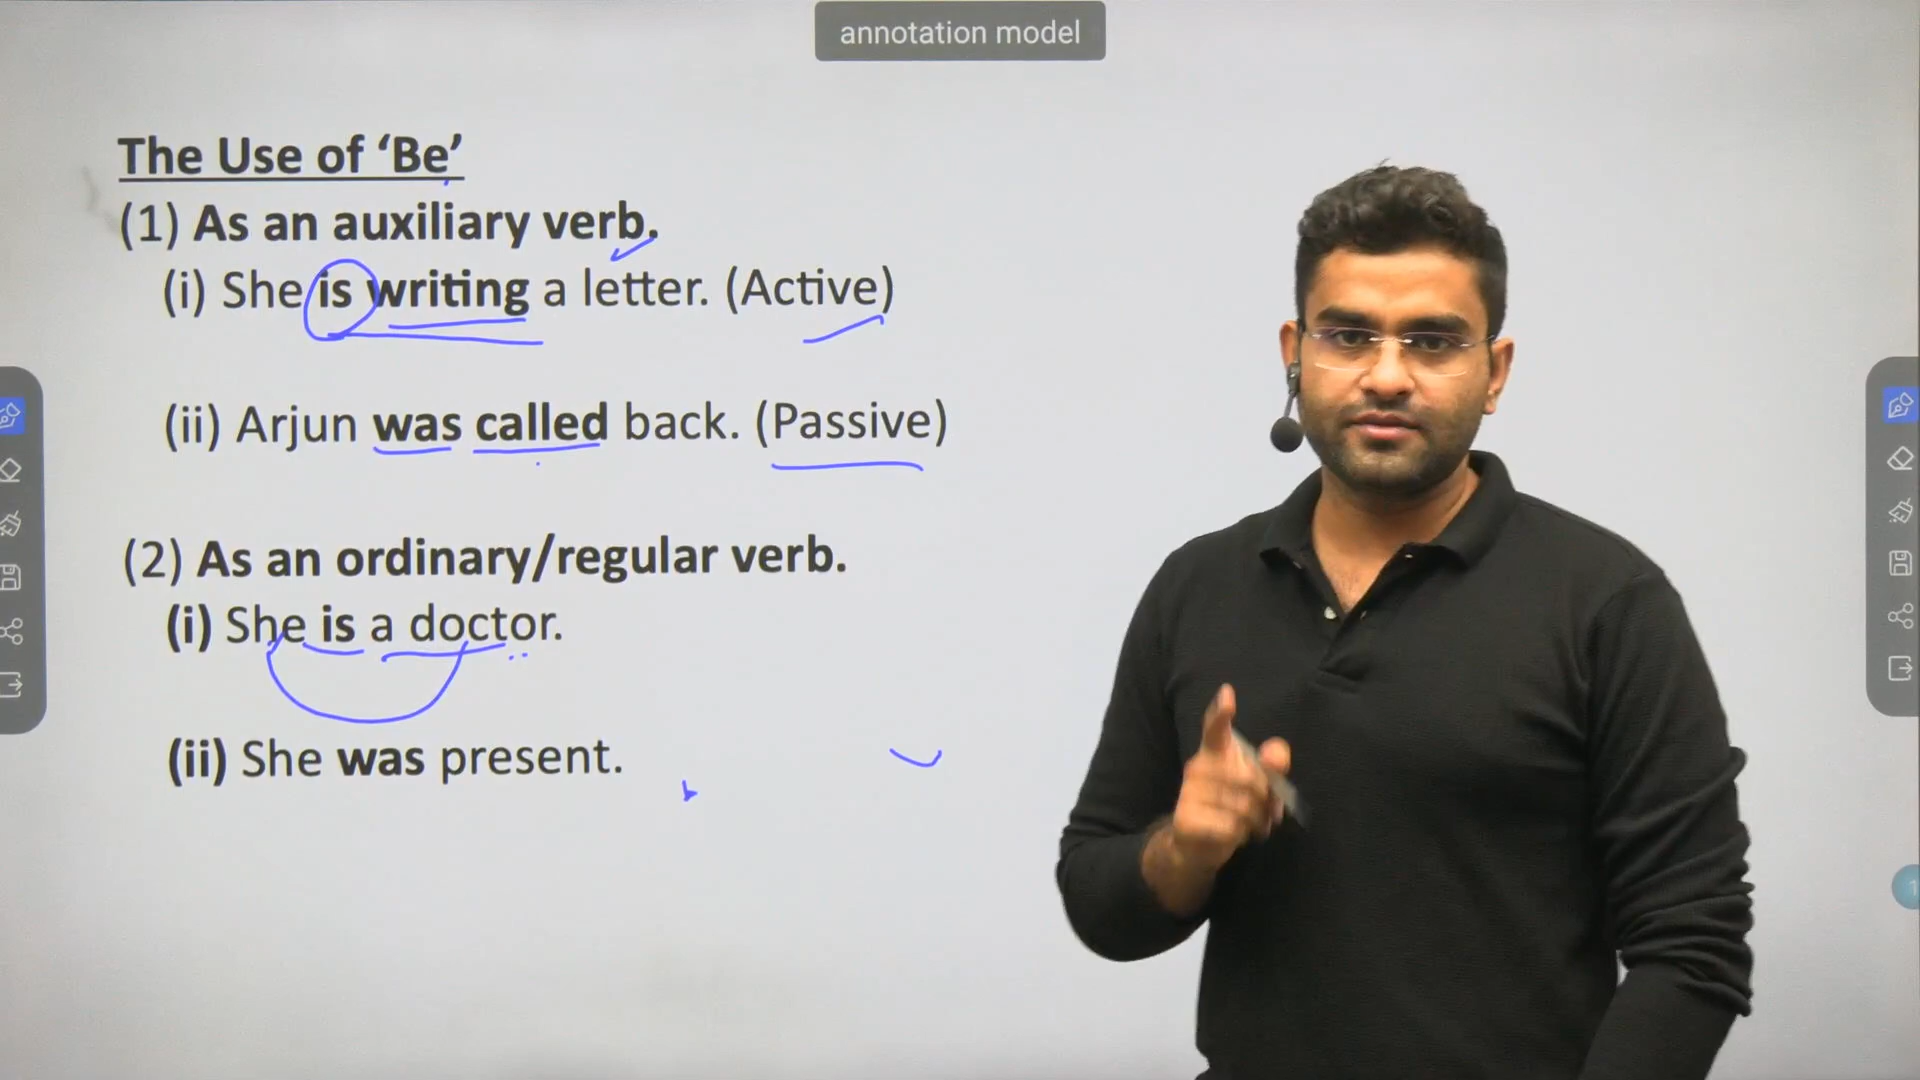 annotation model
The Use of ‘Be’
(1) As an auxiliary verb.
(i) She is writing a letter. (Active)
(ii) Arjun was called back. (Passive)
(2) As an ordinary/regular verb.
(i) She is a doctor.
(ii) She was present.
1